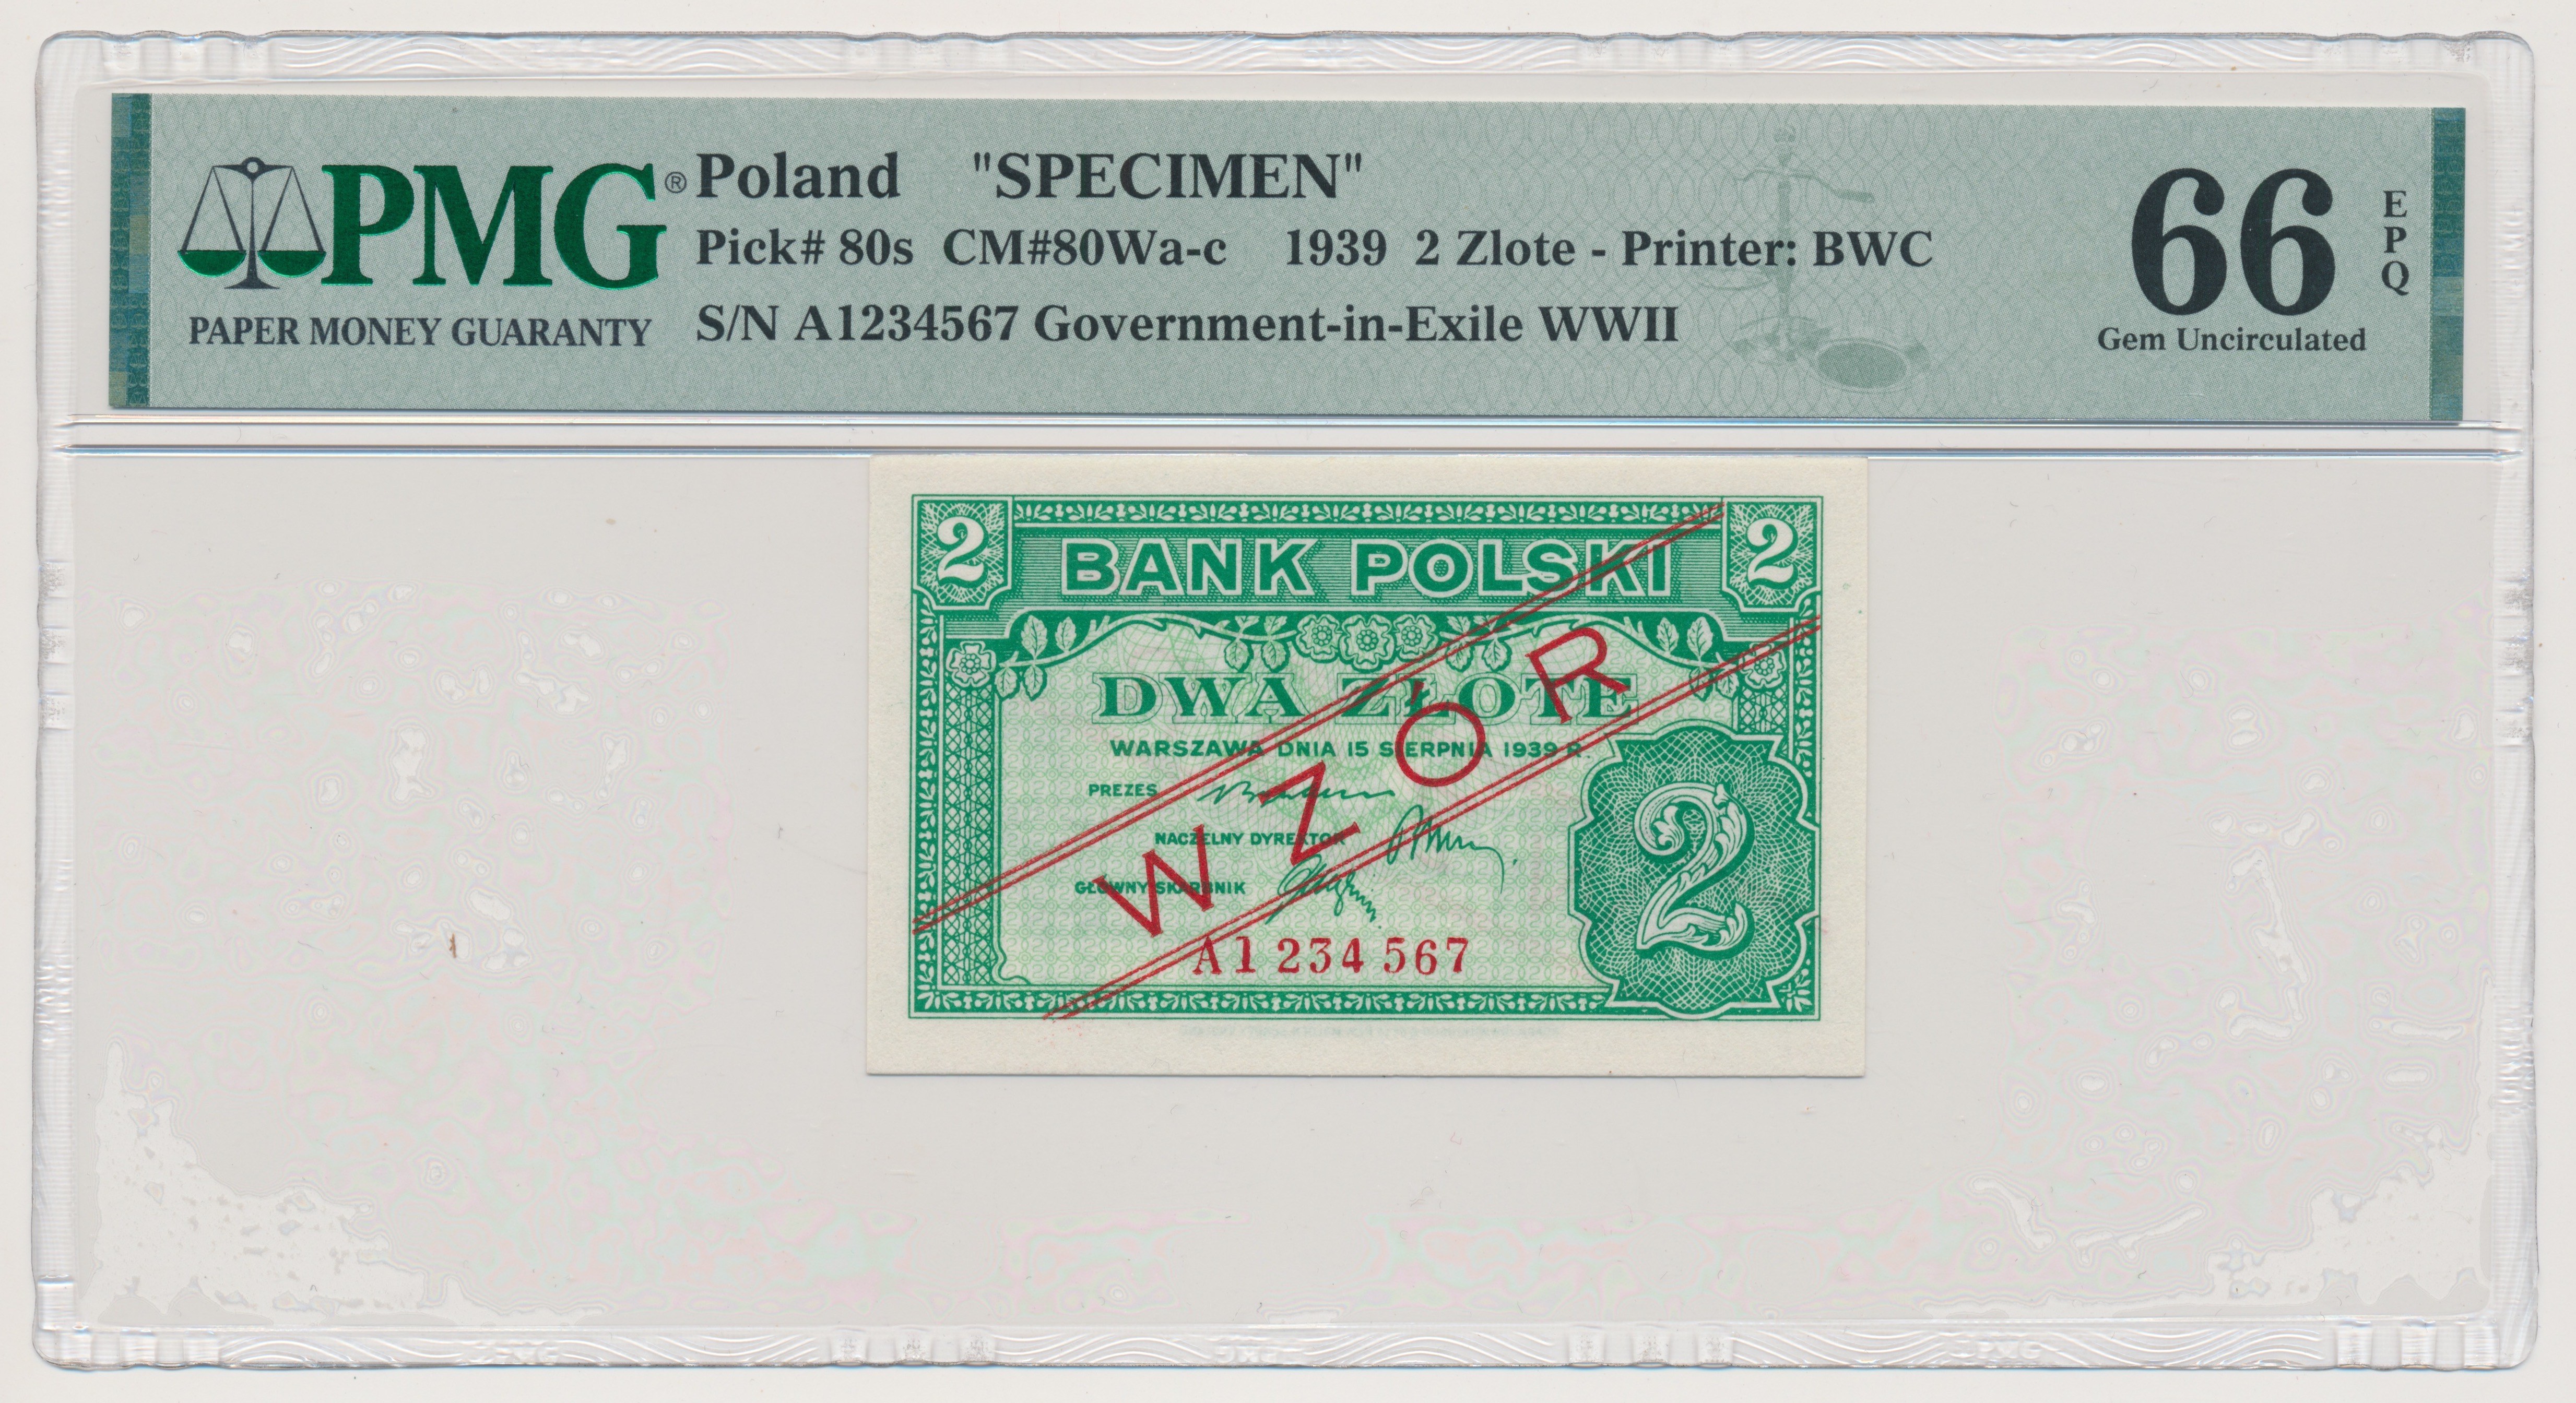 PMG®
PAPER MONEY GUARANTY
Poland "SPECIMEN"
Pick# 80s CM#80Wa-c 1939 2 Zlote - Printer: BWC
S/N A1234567 Government-in-Exile WWII
66
EPQ
Gem Uncirculated
2 BANK POLSKI 2
DWA ZŁOTE
WARSZAWA DNIA 15 SIERPNIA 1939 R.
PREZES
NACZELNY DYREKTOR
GŁÓWNY SKARBNIK
WZÓR
A1 234 567
2